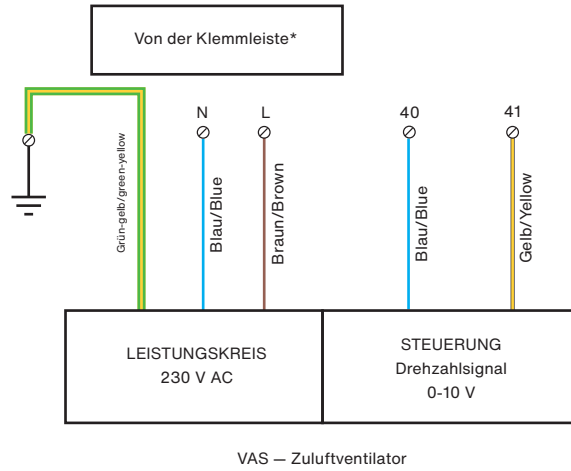 Von der Klemmleiste*
N
L
40
41
Grün-gelb/green-yellow
Blau/Blue
Braun/Brown
Blau/Blue
Gelb/Yellow
LEISTUNGSKREIS
230 V AC
STEUERUNG
Drehzahlsignal
0-10 V
VAS — Zuluftventilator